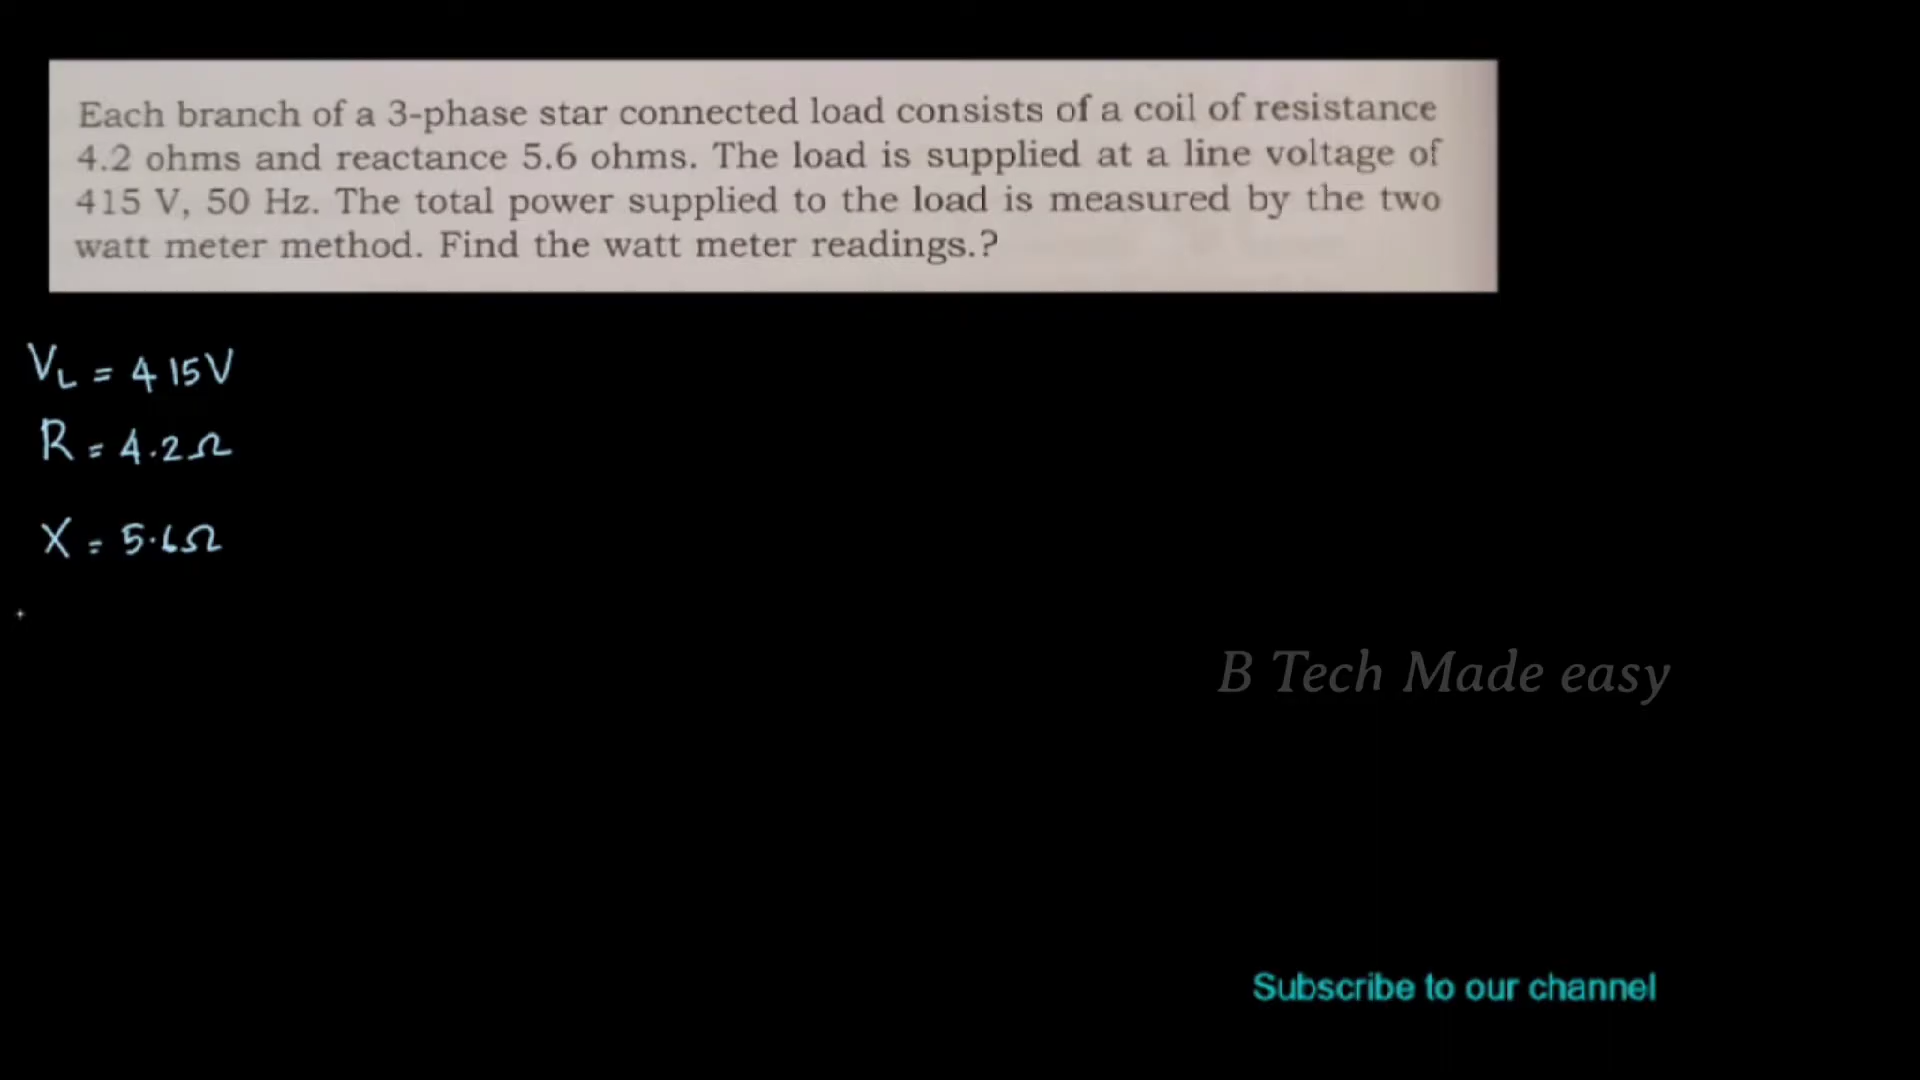 Each branch of a 3-phase star connected load consists of a coil of resistance
4.2 ohms and reactance 5.6 ohms. The load is supplied at a line voltage of
415 V, 50 Hz. The total power supplied to the load is measured by the two
watt meter method. Find the watt meter readings.?
V_L = 415V
R = 4.2Ω
X = 5.6Ω
B Tech Made easy
Subscribe to our channel